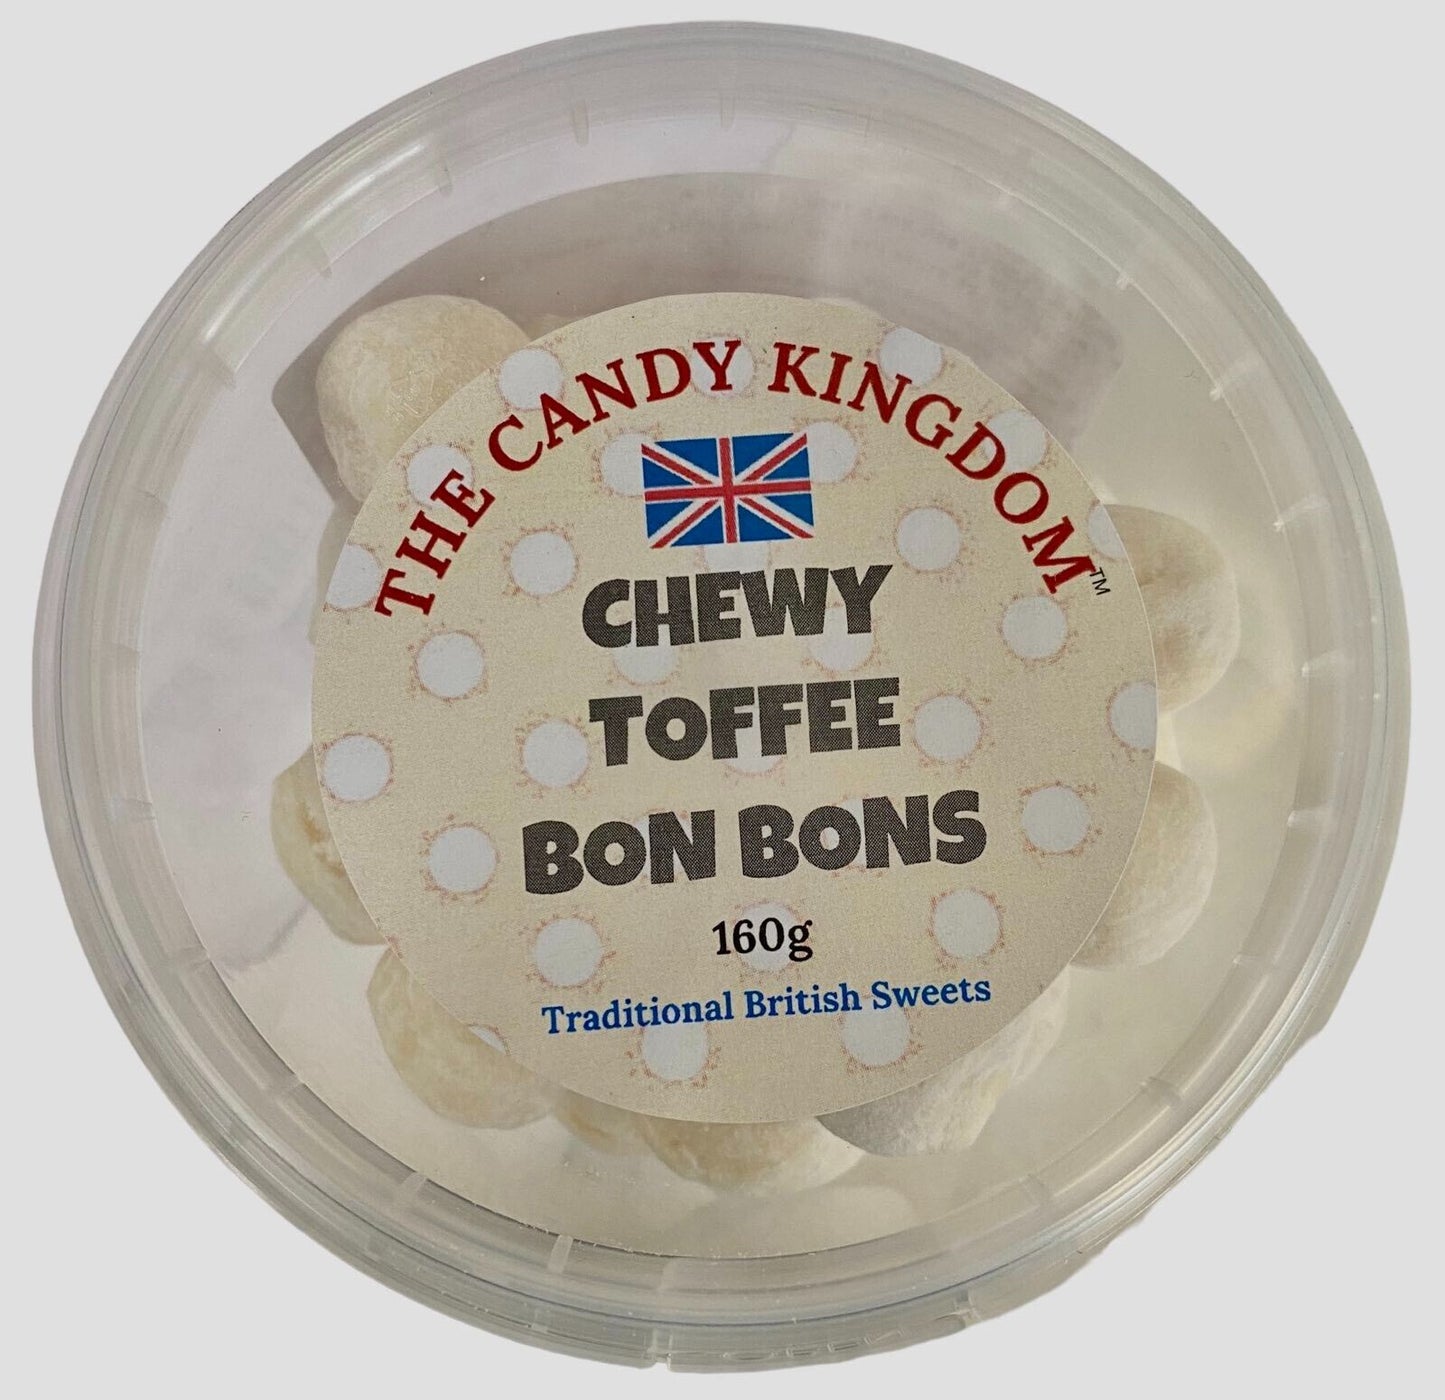 THE CANDY KINGDOM™
CHEWY
TOFFEE
BON BONS
160g
Traditional British Sweets